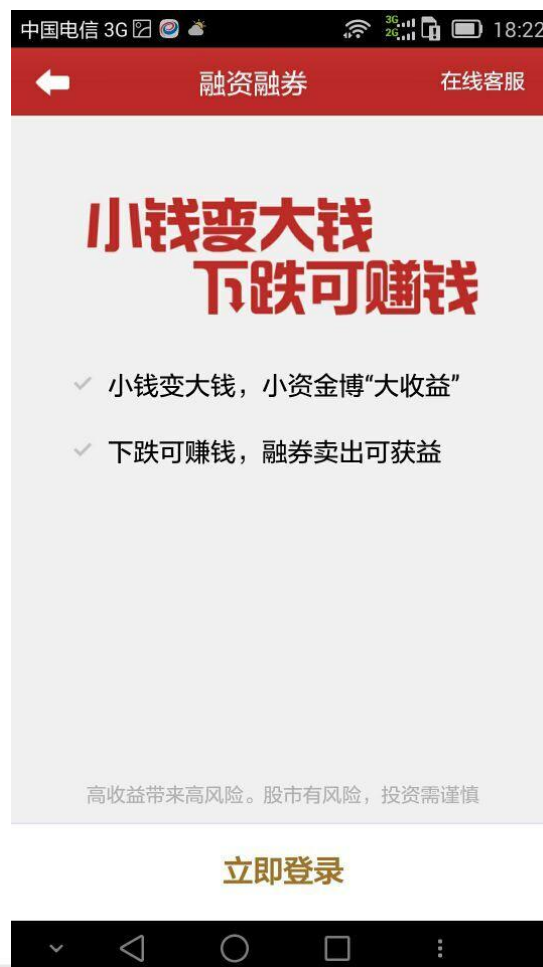 中国电信 3G 18:22
3G
2G
融资融券 在线客服
小钱变大钱
下跌可赚钱
小钱变大钱，小资金博“大收益”
下跌可赚钱，融券卖出可获益
高收益带来高风险。股市有风险，投资需谨慎
立即登录